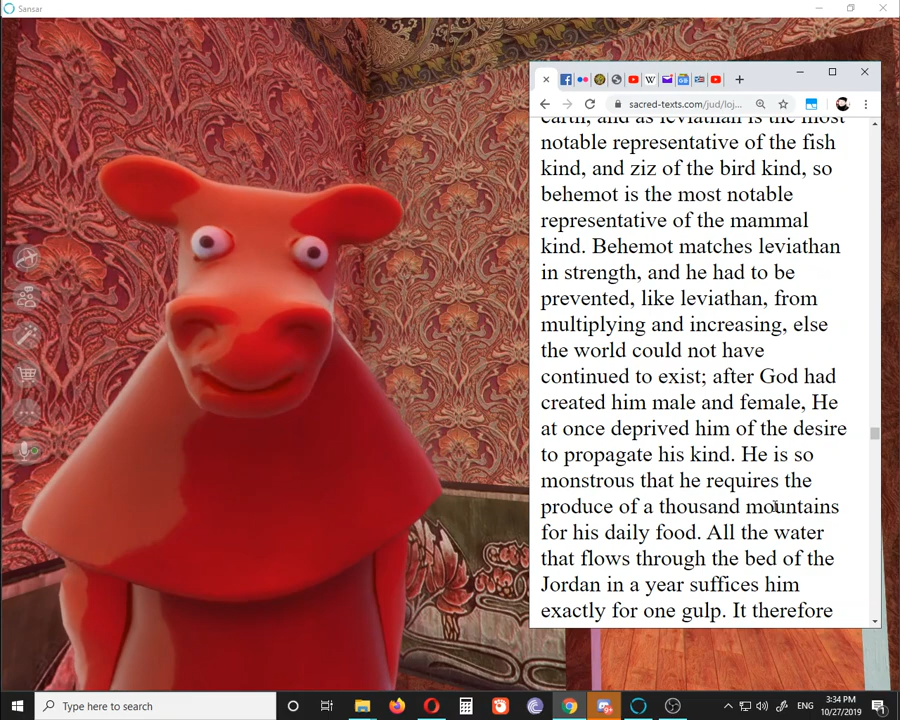 Sansar
sacred-texts.com/jud/loj...
earth, and as leviathan is the most
notable representative of the fish
kind, and ziz of the bird kind, so
behemot is the most notable
representative of the mammal
kind. Behemot matches leviathan
in strength, and he had to be
prevented, like leviathan, from
multiplying and increasing, else
the world could not have
continued to exist; after God had
created him male and female, He
at once deprived him of the desire
to propagate his kind. He is so
monstrous that he requires the
produce of a thousand mountains
for his daily food. All the water
that flows through the bed of the
Jordan in a year suffices him
exactly for one gulp. It therefore
Type here to search
ENG
3:34 PM
10/27/2019